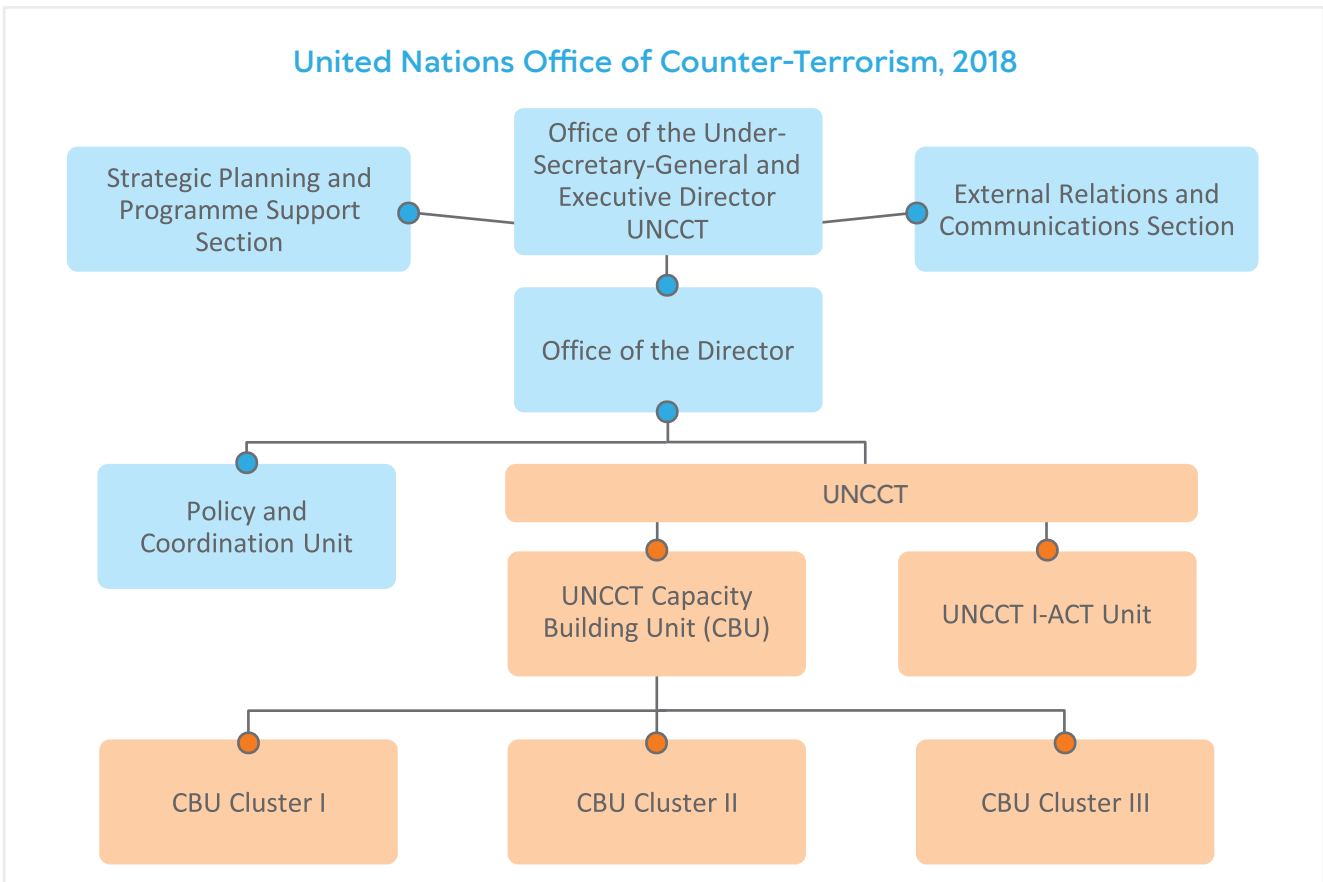 United Nations Office of Counter-Terrorism, 2018
Office of the Under-
Secretary-General and
Executive Director
UNCCT
Strategic Planning and
Programme Support
Section
External Relations and
Communications Section
Office of the Director
Policy and
Coordination Unit
UNCCT
UNCCT Capacity
Building Unit (CBU)
UNCCT I-ACT Unit
CBU Cluster I
CBU Cluster II
CBU Cluster III